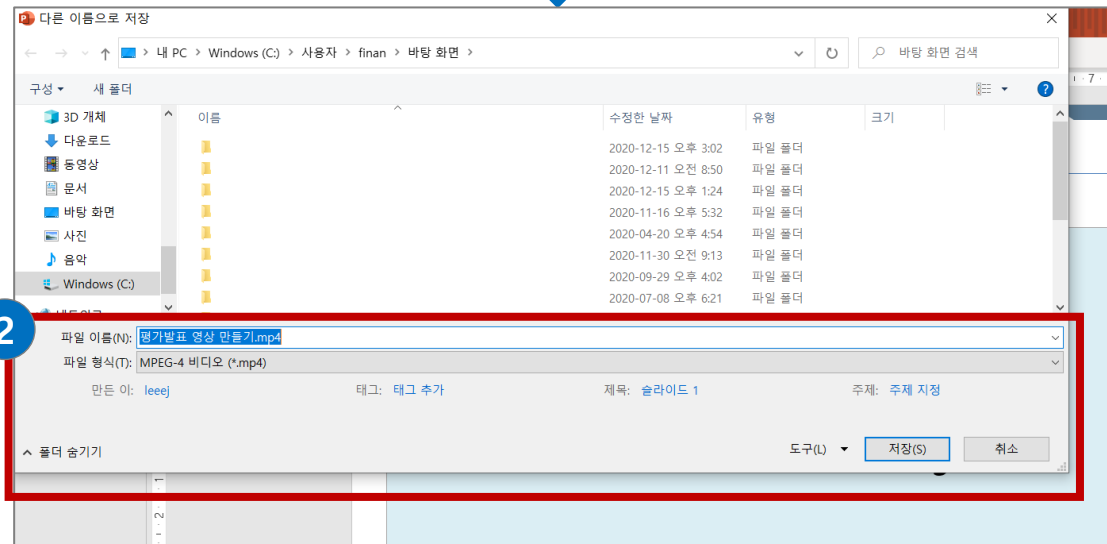 다른 이름으로 저장
내 PC > Windows (C:) > 사용자 > finan > 바탕 화면 >
바탕 화면 검색
구성 새 폴더
이름 수정한 날짜 유형 크기
3D 개체
다운로드
동영상
문서
바탕 화면
사진
음악
Windows (C:)
2020-12-15 오후 3:02 파일 폴더
2020-12-11 오전 8:50 파일 폴더
2020-12-15 오후 1:24 파일 폴더
2020-11-16 오후 5:32 파일 폴더
2020-04-20 오후 4:54 파일 폴더
2020-11-30 오전 9:13 파일 폴더
2020-09-29 오후 4:02 파일 폴더
2020-07-08 오후 6:21 파일 폴더
2
파일 이름(N): 평가발표 영상 만들기.mp4
파일 형식(T): MPEG-4 비디오 (*.mp4)
만든 이: leeej 태그: 태그 추가 제목: 슬라이드 1 주제: 주제 지정
폴더 숨기기 도구(L) 저장(S) 취소
7
1
2